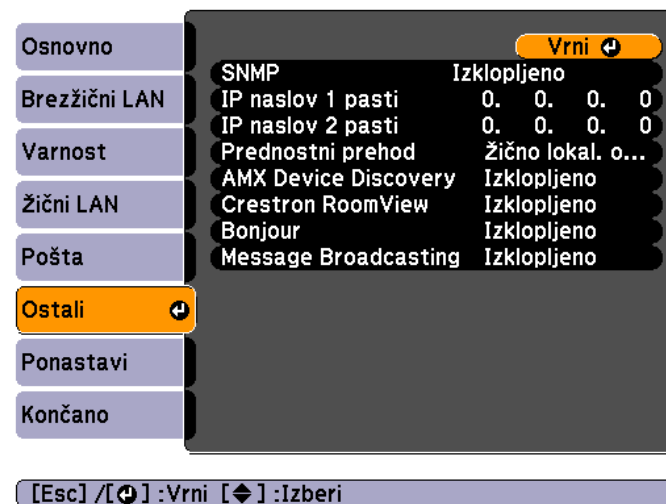 Osnovno
Brezžični LAN
Varnost
Žični LAN
Pošta
Ostali
Ponastavi
Končano
Vrni
SNMP Izklopljeno
IP naslov 1 pasti 0. 0. 0. 0
IP naslov 2 pasti 0. 0. 0. 0
Prednostni prehod Žično lokal. o...
AMX Device Discovery Izklopljeno
Crestron RoomView Izklopljeno
Bonjour Izklopljeno
Message Broadcasting Izklopljeno
[Esc] /[ ] :Vrni [ ] :Izberi